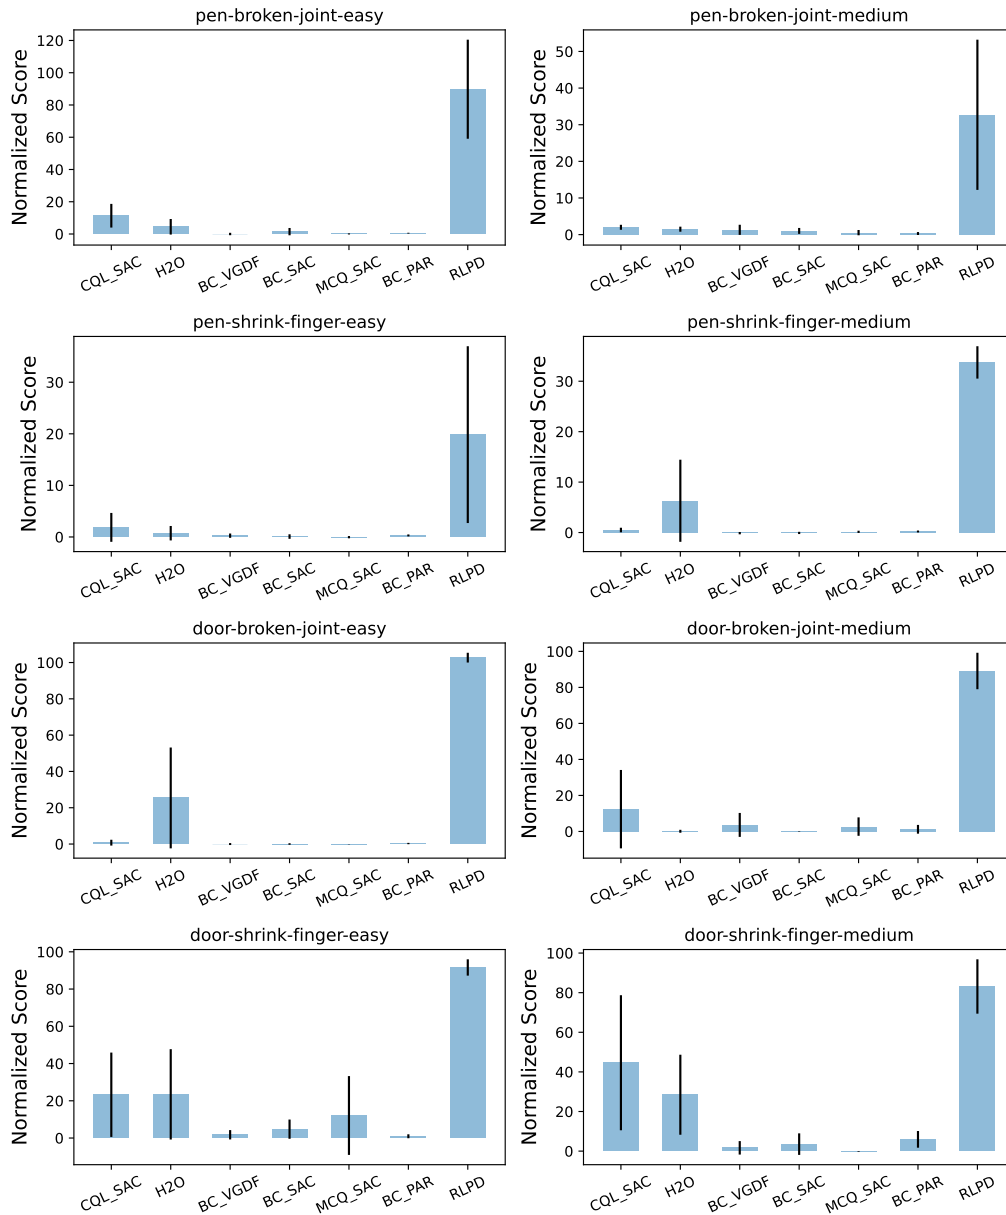 pen-broken-joint-easy
Normalized Score
120
100
80
60
40
20
0
CQL_SAC
H2O
BC_VGDF
BC_SAC
MCQ_SAC
BC_PAR
RLPD
pen-broken-joint-medium
Normalized Score
50
40
30
20
10
0
CQL_SAC
H2O
BC_VGDF
BC_SAC
MCQ_SAC
BC_PAR
RLPD
pen-shrink-finger-easy
Normalized Score
30
20
10
0
CQL_SAC
H2O
BC_VGDF
BC_SAC
MCQ_SAC
BC_PAR
RLPD
pen-shrink-finger-medium
Normalized Score
30
20
10
0
CQL_SAC
H2O
BC_VGDF
BC_SAC
MCQ_SAC
BC_PAR
RLPD
door-broken-joint-easy
Normalized Score
100
80
60
40
20
0
CQL_SAC
H2O
BC_VGDF
BC_SAC
MCQ_SAC
BC_PAR
RLPD
door-broken-joint-medium
Normalized Score
100
80
60
40
20
0
CQL_SAC
H2O
BC_VGDF
BC_SAC
MCQ_SAC
BC_PAR
RLPD
door-shrink-finger-easy
Normalized Score
100
80
60
40
20
0
CQL_SAC
H2O
BC_VGDF
BC_SAC
MCQ_SAC
BC_PAR
RLPD
door-shrink-finger-medium
Normalized Score
100
80
60
40
20
0
CQL_SAC
H2O
BC_VGDF
BC_SAC
MCQ_SAC
BC_PAR
RLPD